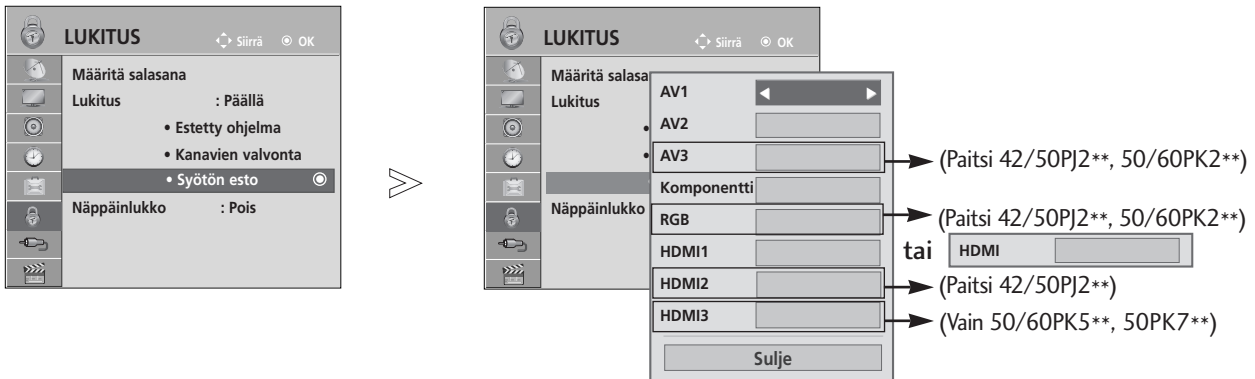 LUKITUS
Siirrä OK
Määritä salasana
Lukitus : Päällä
• Estetty ohjelma
• Kanavien valvonta
• Syötön esto
Näppäinlukko : Pois
LUKITUS
Siirrä OK
Määritä salasa
Lukitus
•
•
Näppäinlukko
AV1
AV2
AV3
(Paitsi 42/50PJ2**, 50/60PK2**)
Komponentti
RGB
(Paitsi 42/50PJ2**, 50/60PK2**)
HDMI1
tai HDMI
HDMI2
(Paitsi 42/50PJ2**)
HDMI3
(Vain 50/60PK5**, 50PK7**)
Sulje